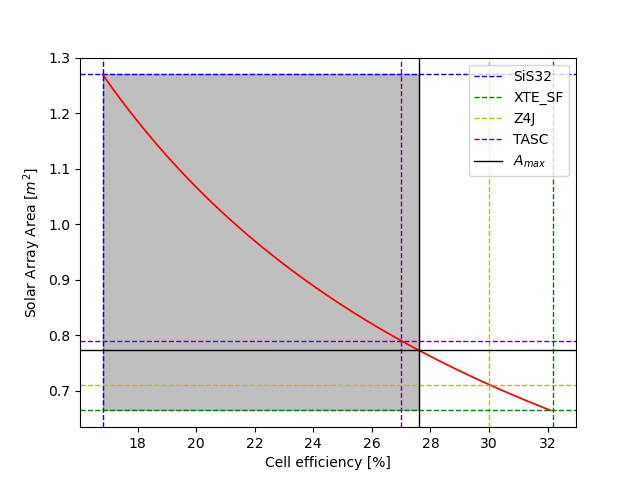 1.3
1.2
1.1
1.0
0.9
0.8
0.7
Solar Array Area [m²]
18 20 22 24 26 28 30 32
Cell efficiency [%]
SiS32
XTE_SF
Z4J
TASC
A_max